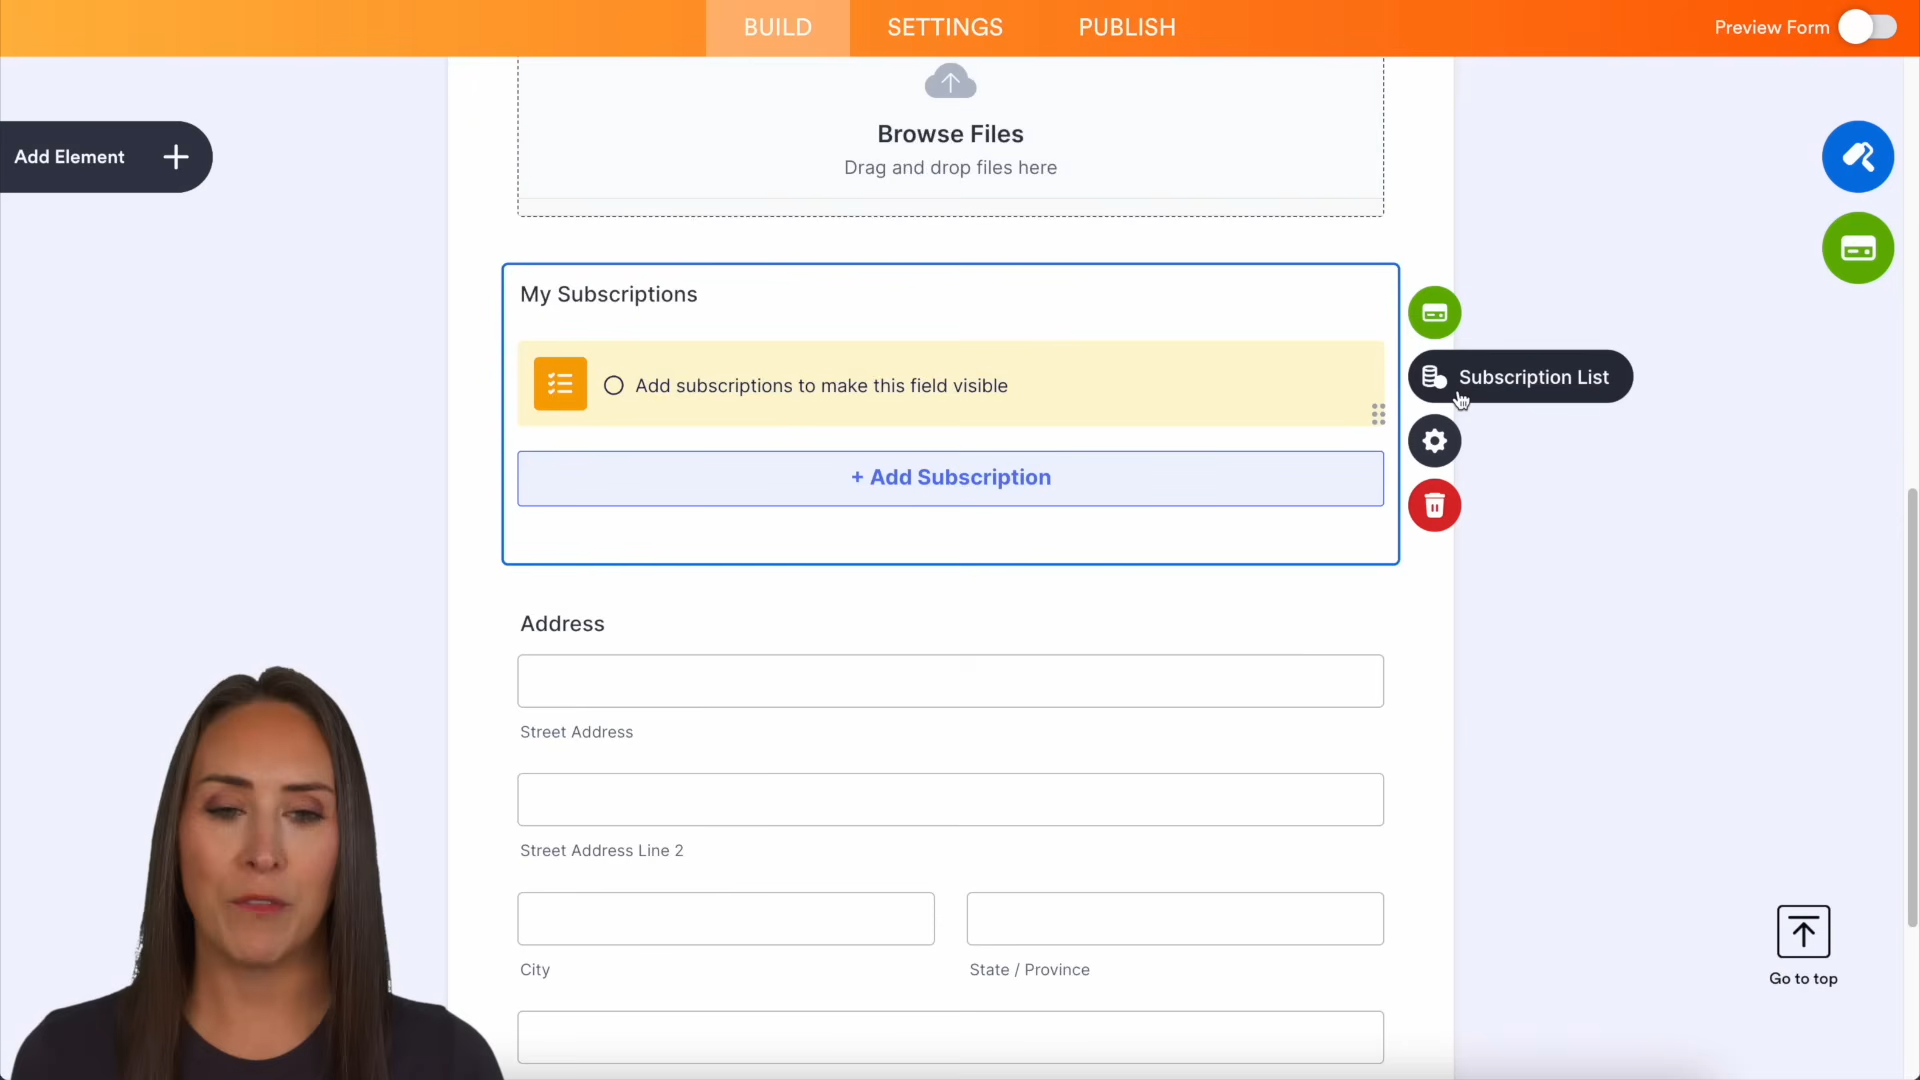 BUILD
SETTINGS
PUBLISH
Preview Form
Add Element
Browse Files
Drag and drop files here
My Subscriptions
Add subscriptions to make this field visible
Subscription List
+ Add Subscription
Address
Street Address
Street Address Line 2
City
State / Province
Go to top